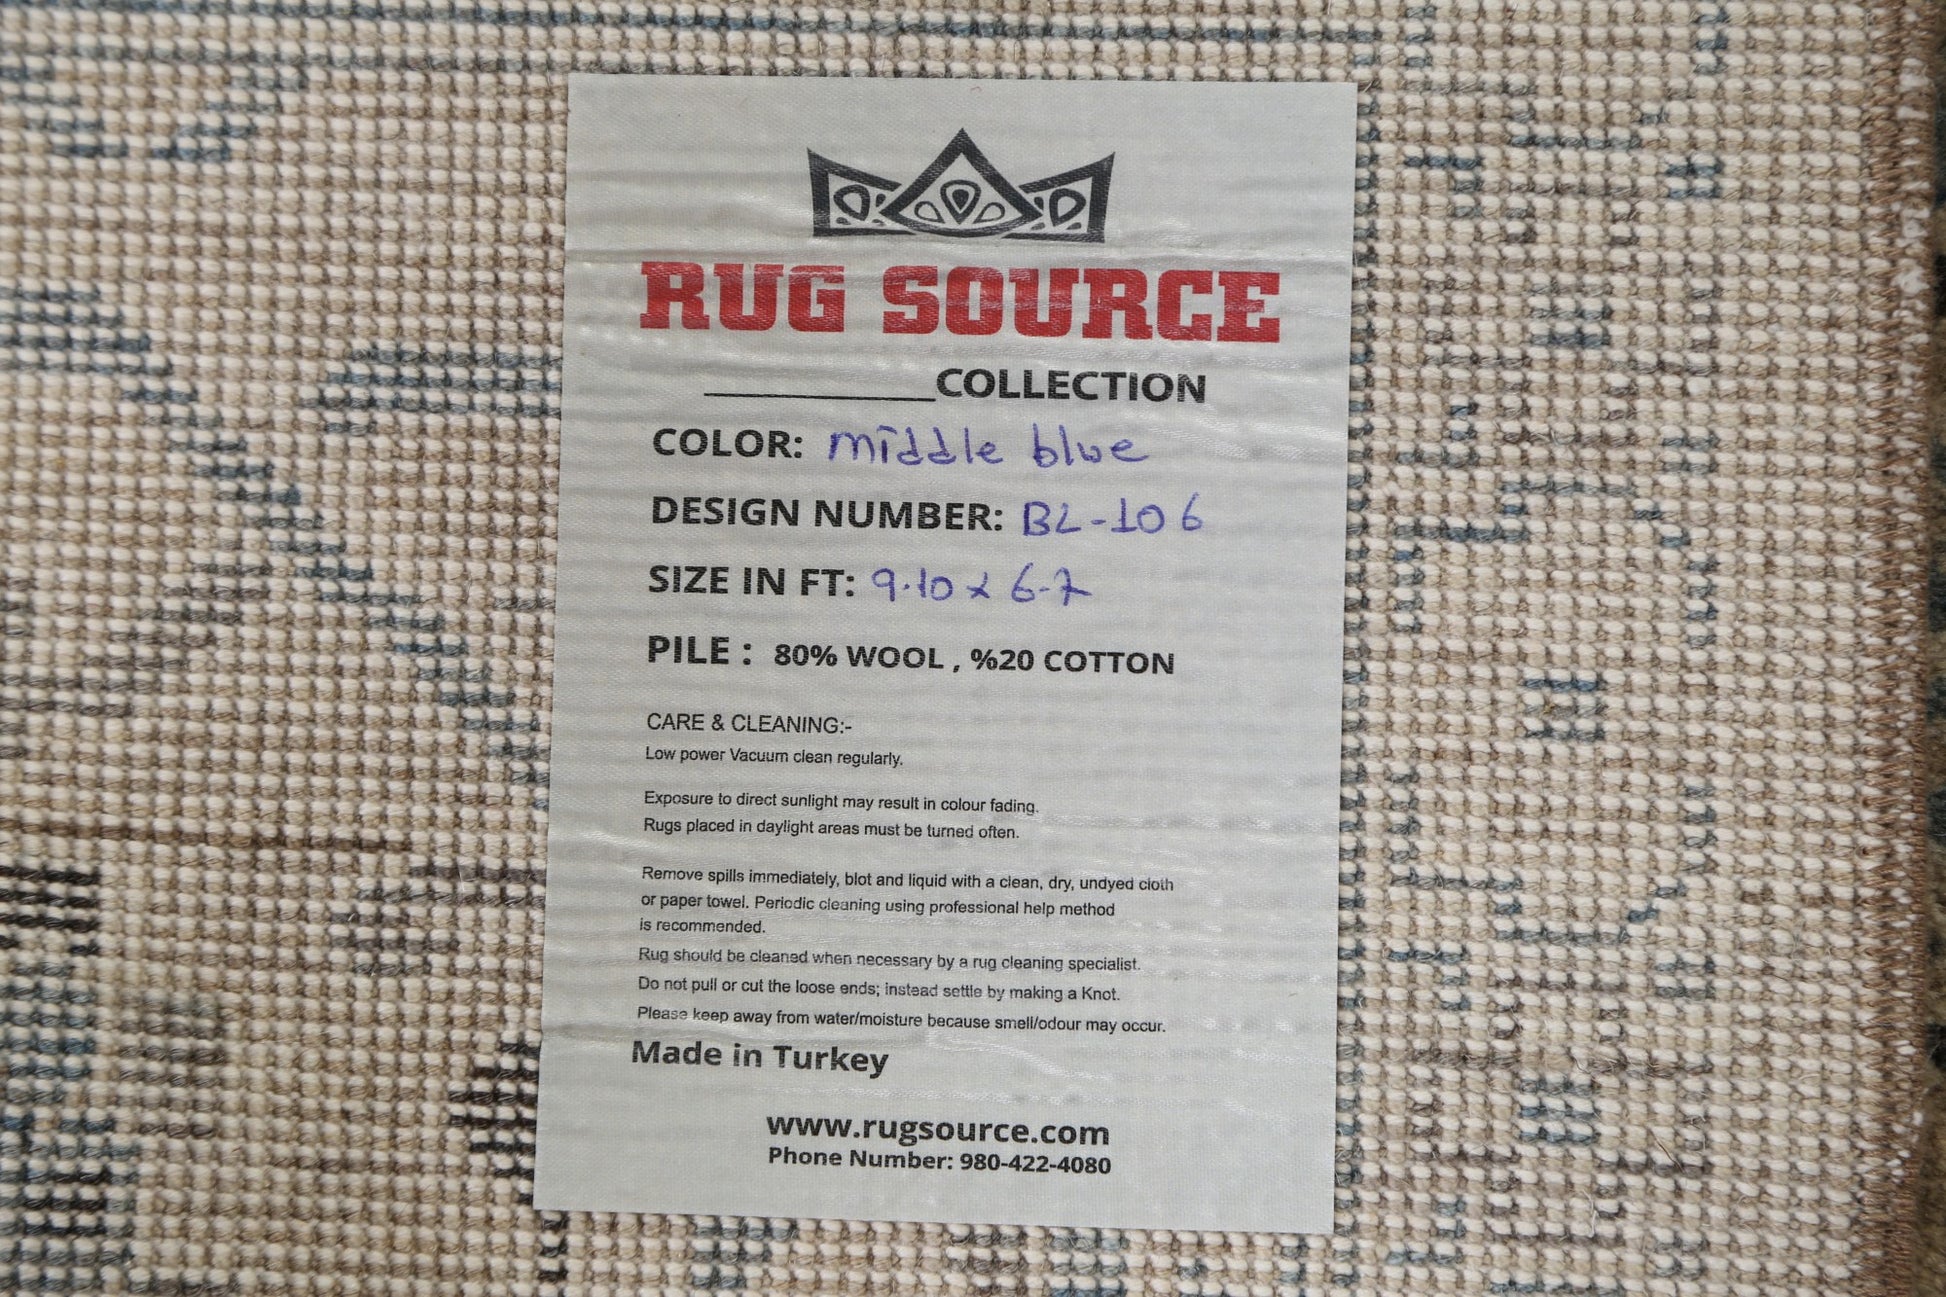 RUG SOURCE
__________COLLECTION
COLOR: middle blue
DESIGN NUMBER: BL-106
SIZE IN FT: 9.10 x 6-7
PILE : 80% WOOL , %20 COTTON
CARE & CLEANING:-
Low power Vacuum clean regularly.
Exposure to direct sunlight may result in colour fading.
Rugs placed in daylight areas must be turned often.
Remove spills immediately, blot and liquid with a clean, dry, undyed cloth
or paper towel. Periodic cleaning using professional help method
is recommended.
Rug should be cleaned when necessary by a rug cleaning specialist.
Do not pull or cut the loose ends; instead settle by making a Knot.
Please keep away from water/moisture because smell/odour may occur.
Made in Turkey
www.rugsource.com
Phone Number: 980-422-4080